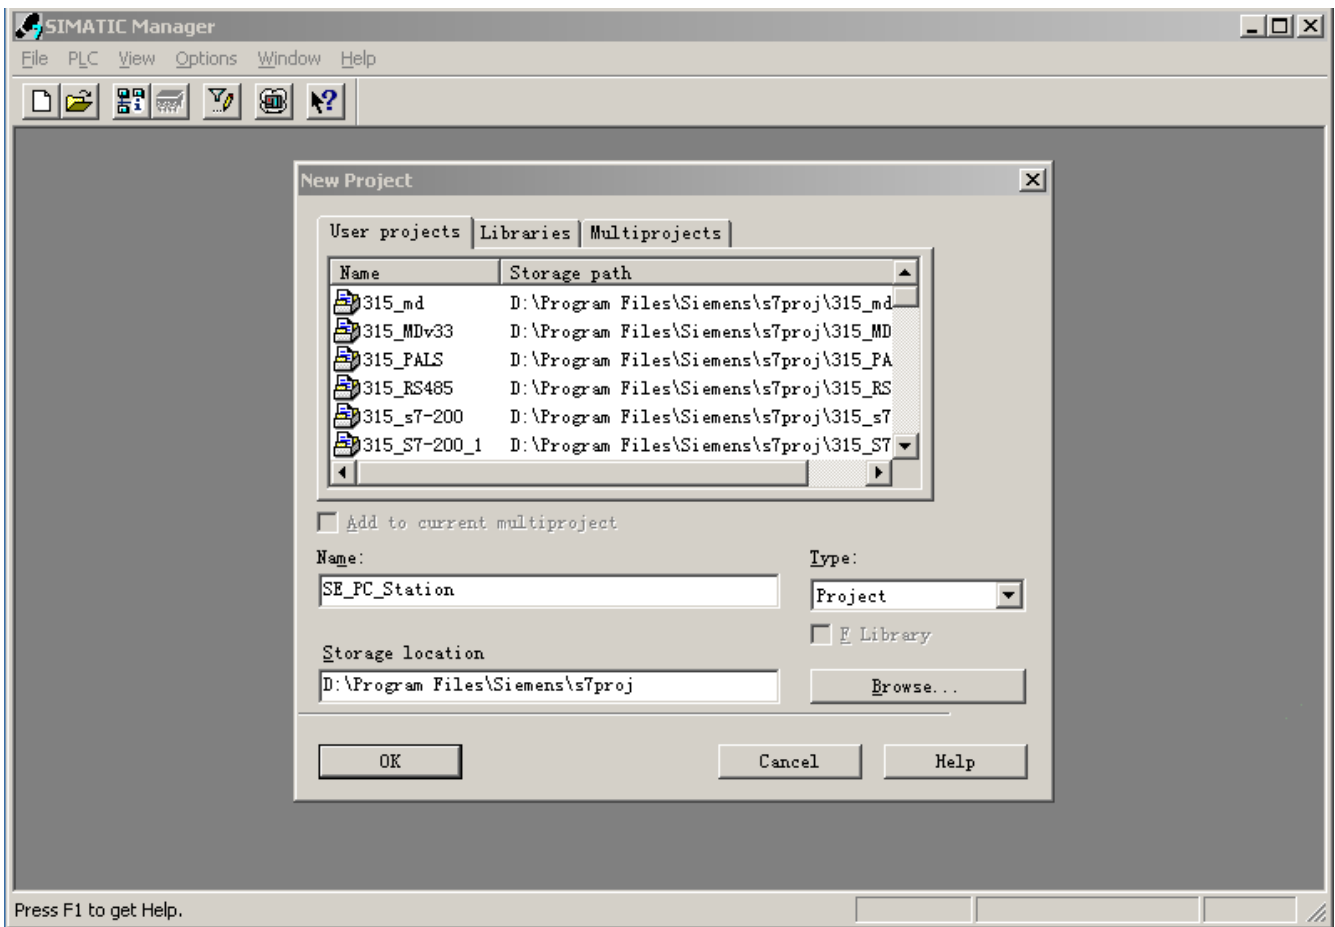 SIMATIC Manager
File PLC View Options Window Help
New Project
User projects Libraries Multiprojects
Name Storage path
315_md D:\Program Files\Siemens\s7proj\315_md
315_MDv33 D:\Program Files\Siemens\s7proj\315_MD
315_PALS D:\Program Files\Siemens\s7proj\315_PA
315_RS485 D:\Program Files\Siemens\s7proj\315_RS
315_s7-200 D:\Program Files\Siemens\s7proj\315_s7
315_S7-200_1 D:\Program Files\Siemens\s7proj\315_S7
Add to current multiproject
Name: Type:
SE_PC_Station Project
F Library
Storage location
D:\Program Files\Siemens\s7proj Browse...
OK Cancel Help
Press F1 to get Help.